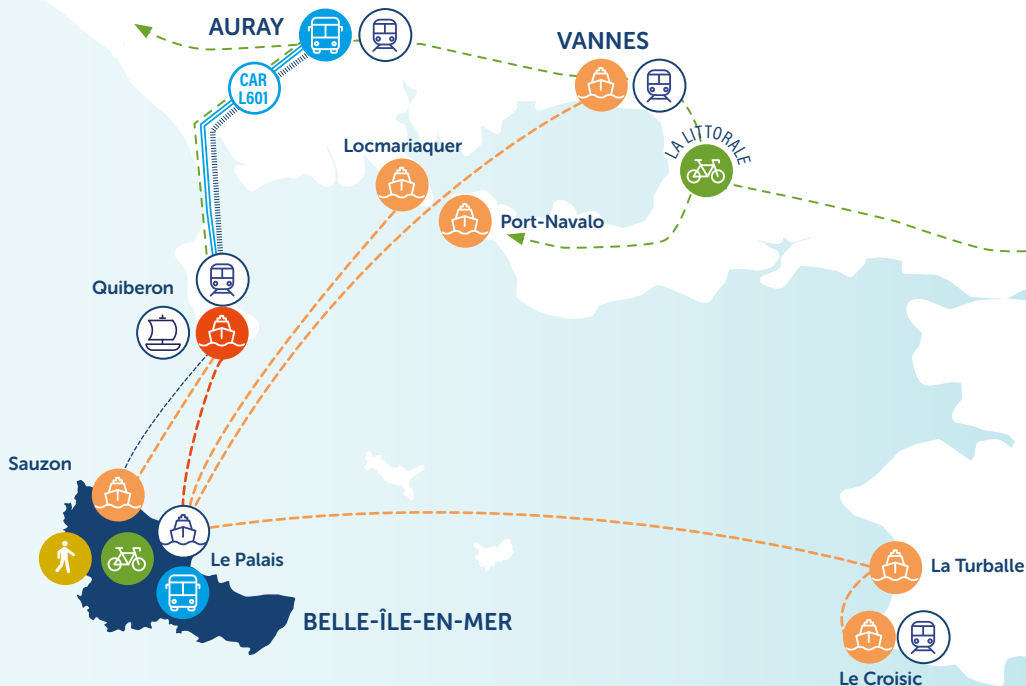 AURAY
VANNES
CAR
L601
LA LITTORALE
Locmariaquer
Port-Navalo
Quiberon
Sauzon
Le Palais
La Turballe
BELLE-ÎLE-EN-MER
Le Croisic